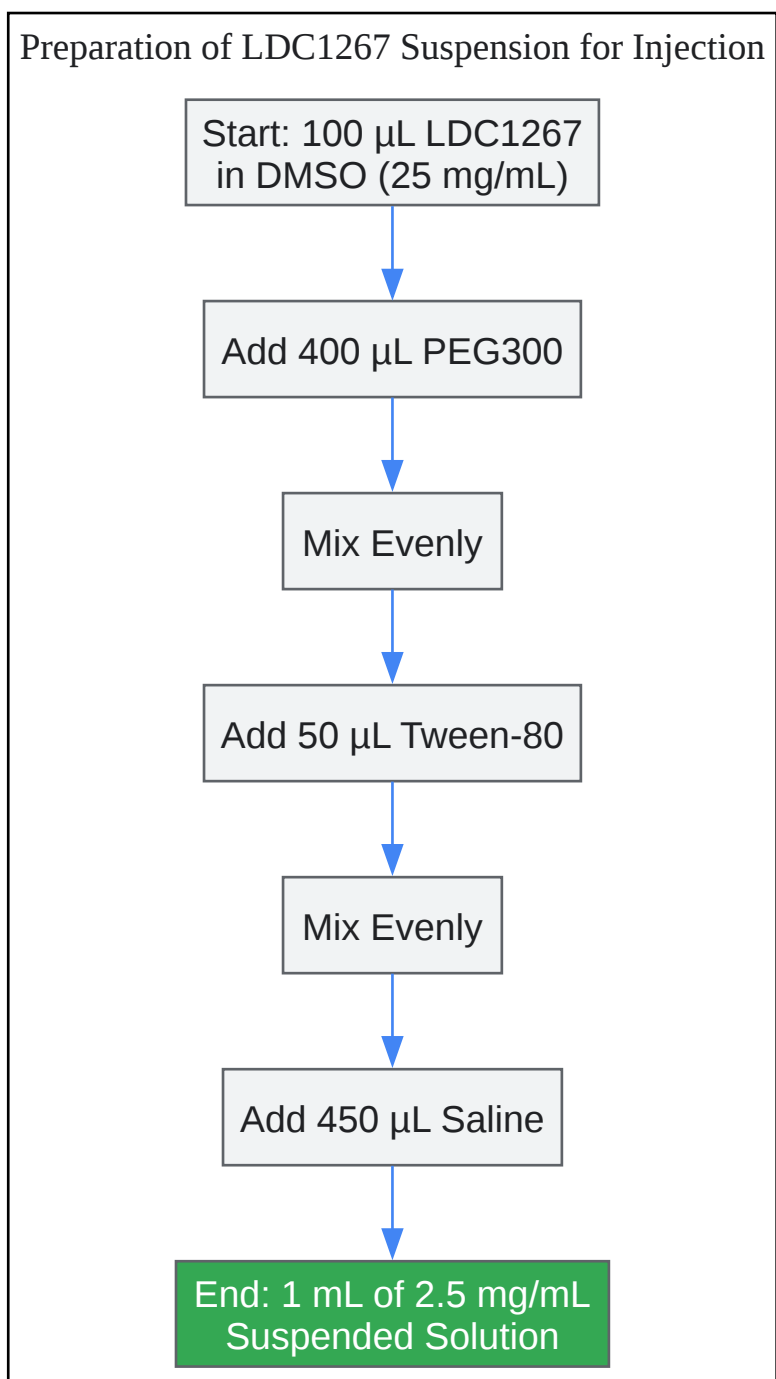 Preparation of LDC1267 Suspension for Injection
Start: 100 µL LDC1267
in DMSO (25 mg/mL)
Add 400 µL PEG300
Mix Evenly
Add 50 µL Tween-80
Mix Evenly
Add 450 µL Saline
End: 1 mL of 2.5 mg/mL
Suspended Solution